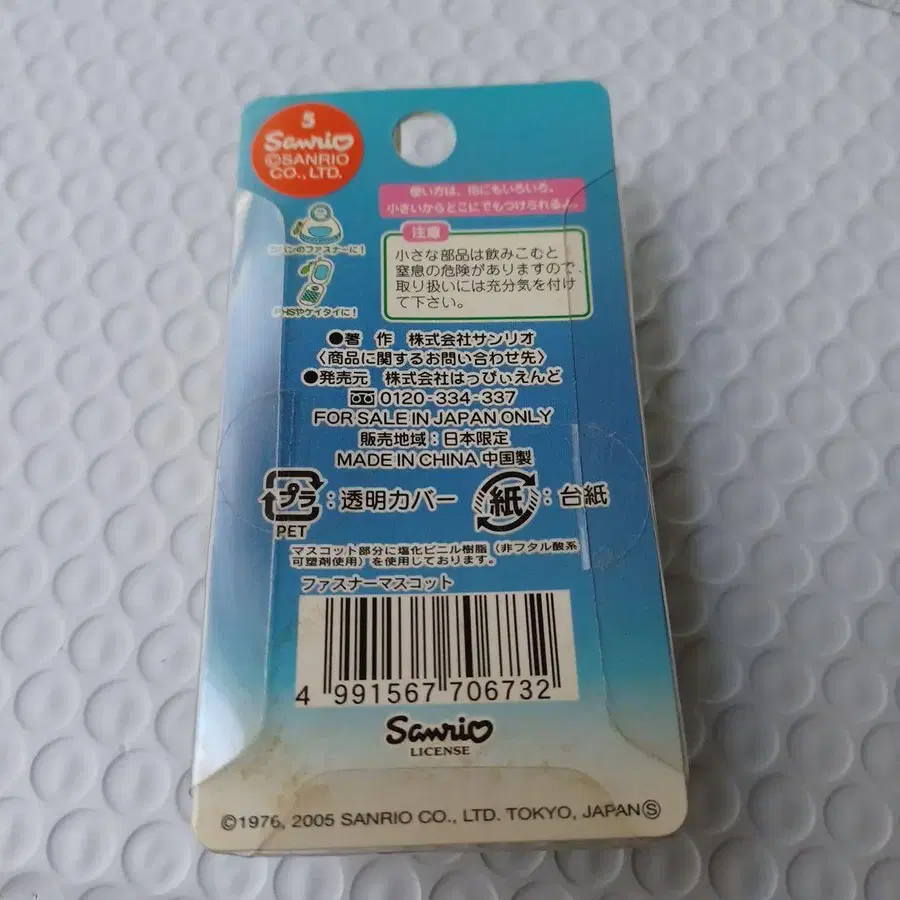 5
Sanrio
©SANRIO
CO., LTD.
使い方は、他にもいろいろ。
小さいからどこにでもつけられる
カバンのファスナーに!
PHSやケイタイに!
注意
小さな部品は飲みこむと
窒息の危険がありますので、
取り扱いには充分気を付け
て下さい。
●著 作 株式会社サンリオ
〈商品に関するお問い合わせ先〉
●発売元 株式会社はっぴぃえんど
0120-334-337
FOR SALE IN JAPAN ONLY
販売地域:日本限定
MADE IN CHINA 中国製
プラ:透明カバー 紙:台紙
PET
マスコット部分に塩化ビニル樹脂(非フタル酸系
可塑剤使用)を使用しております。
ファスナーマスコット
4 991567 706732
Sanrio
LICENSE
©1976, 2005 SANRIO CO., LTD. TOKYO, JAPAN Ⓢ